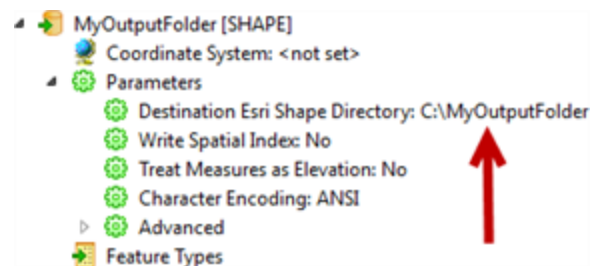 MyOutputFolder [SHAPE]
Coordinate System: <not set>
Parameters
Destination Esri Shape Directory: C:\MyOutputFolder
Write Spatial Index: No
Treat Measures as Elevation: No
Character Encoding: ANSI
Advanced
Feature Types